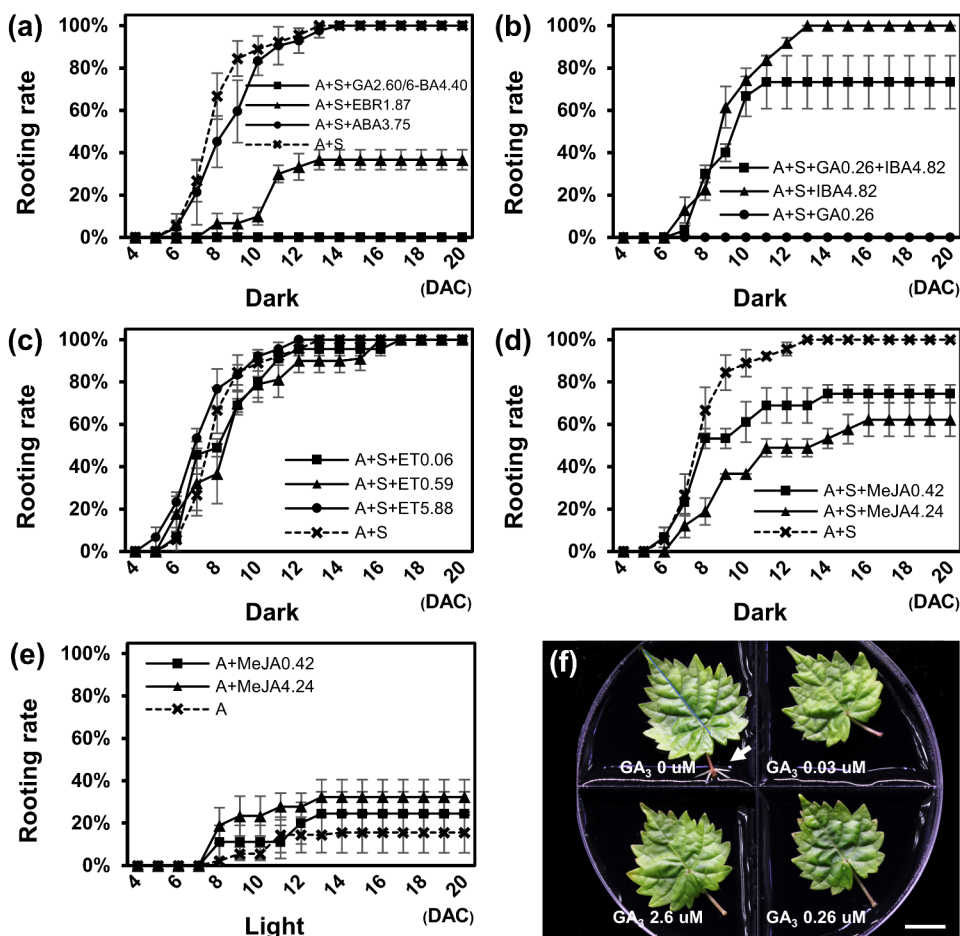 (a)
100%
80%
60%
40%
20%
0%
Rooting rate
A+S+GA2.60/6-BA4.40
A+S+EBR1.87
A+S+ABA3.75
A+S
4 6 8 10 12 14 16 18 20
(DAC)
Dark
(b)
100%
80%
60%
40%
20%
0%
Rooting rate
A+S+GA0.26+IBA4.82
A+S+IBA4.82
A+S+GA0.26
4 6 8 10 12 14 16 18 20
(DAC)
Dark
(c)
100%
80%
60%
40%
20%
0%
Rooting rate
A+S+ET0.06
A+S+ET0.59
A+S+ET5.88
A+S
4 6 8 10 12 14 16 18 20
(DAC)
Dark
(d)
100%
80%
60%
40%
20%
0%
Rooting rate
A+S+MeJA0.42
A+S+MeJA4.24
A+S
4 6 8 10 12 14 16 18 20
(DAC)
Dark
(e)
100%
80%
60%
40%
20%
0%
Rooting rate
A+MeJA0.42
A+MeJA4.24
A
4 6 8 10 12 14 16 18 20
(DAC)
Light
(f)
GA₃ 0 uM
GA₃ 0.03 uM
GA₃ 2.6 uM
GA₃ 0.26 uM